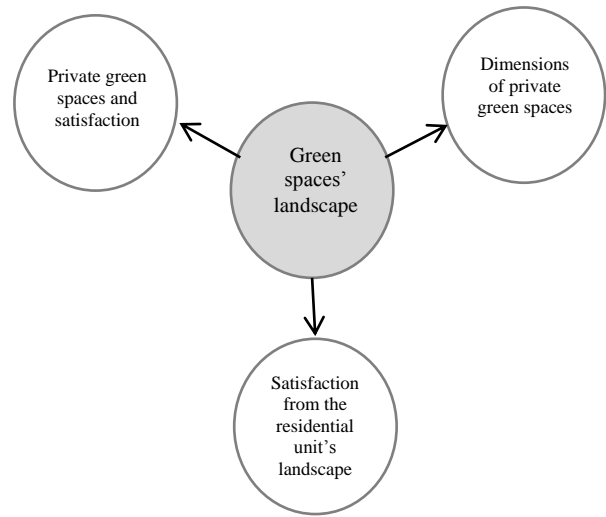 Private green
spaces and
satisfaction
Dimensions
of private
green spaces
Green
spaces’
landscape
Satisfaction
from the
residential
unit’s
landscape